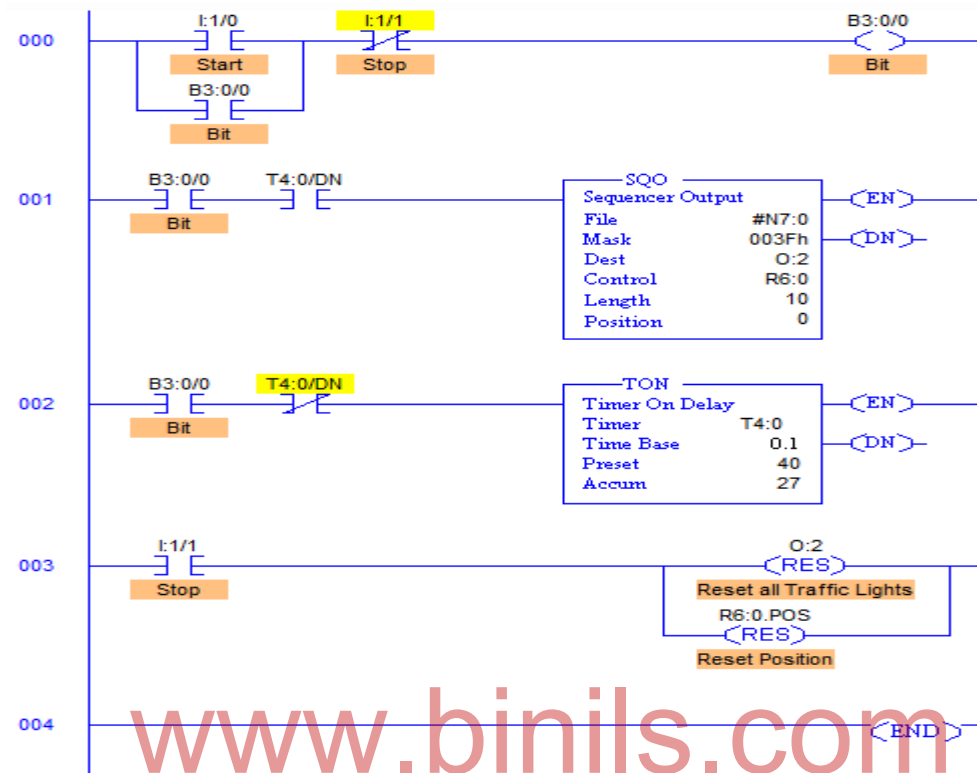 I:1/0 I:1/1 B3:0/0
000
Start Stop Bit
B3:0/0
Bit
B3:0/0 T4:0/DN SQO
001 Sequencer Output EN
Bit File #N7:0
Mask 003Fh DN
Dest O:2
Control R6:0
Length 10
Position 0
B3:0/0 T4:0/DN TON
002 Timer On Delay EN
Bit Timer T4:0
Time Base 0.1 DN
Preset 40
Accum 27
I:1/1 O:2
003 RES
Stop Reset all Traffic Lights
R6:0.POS
RES
Reset Position
004 END
www.binils.com